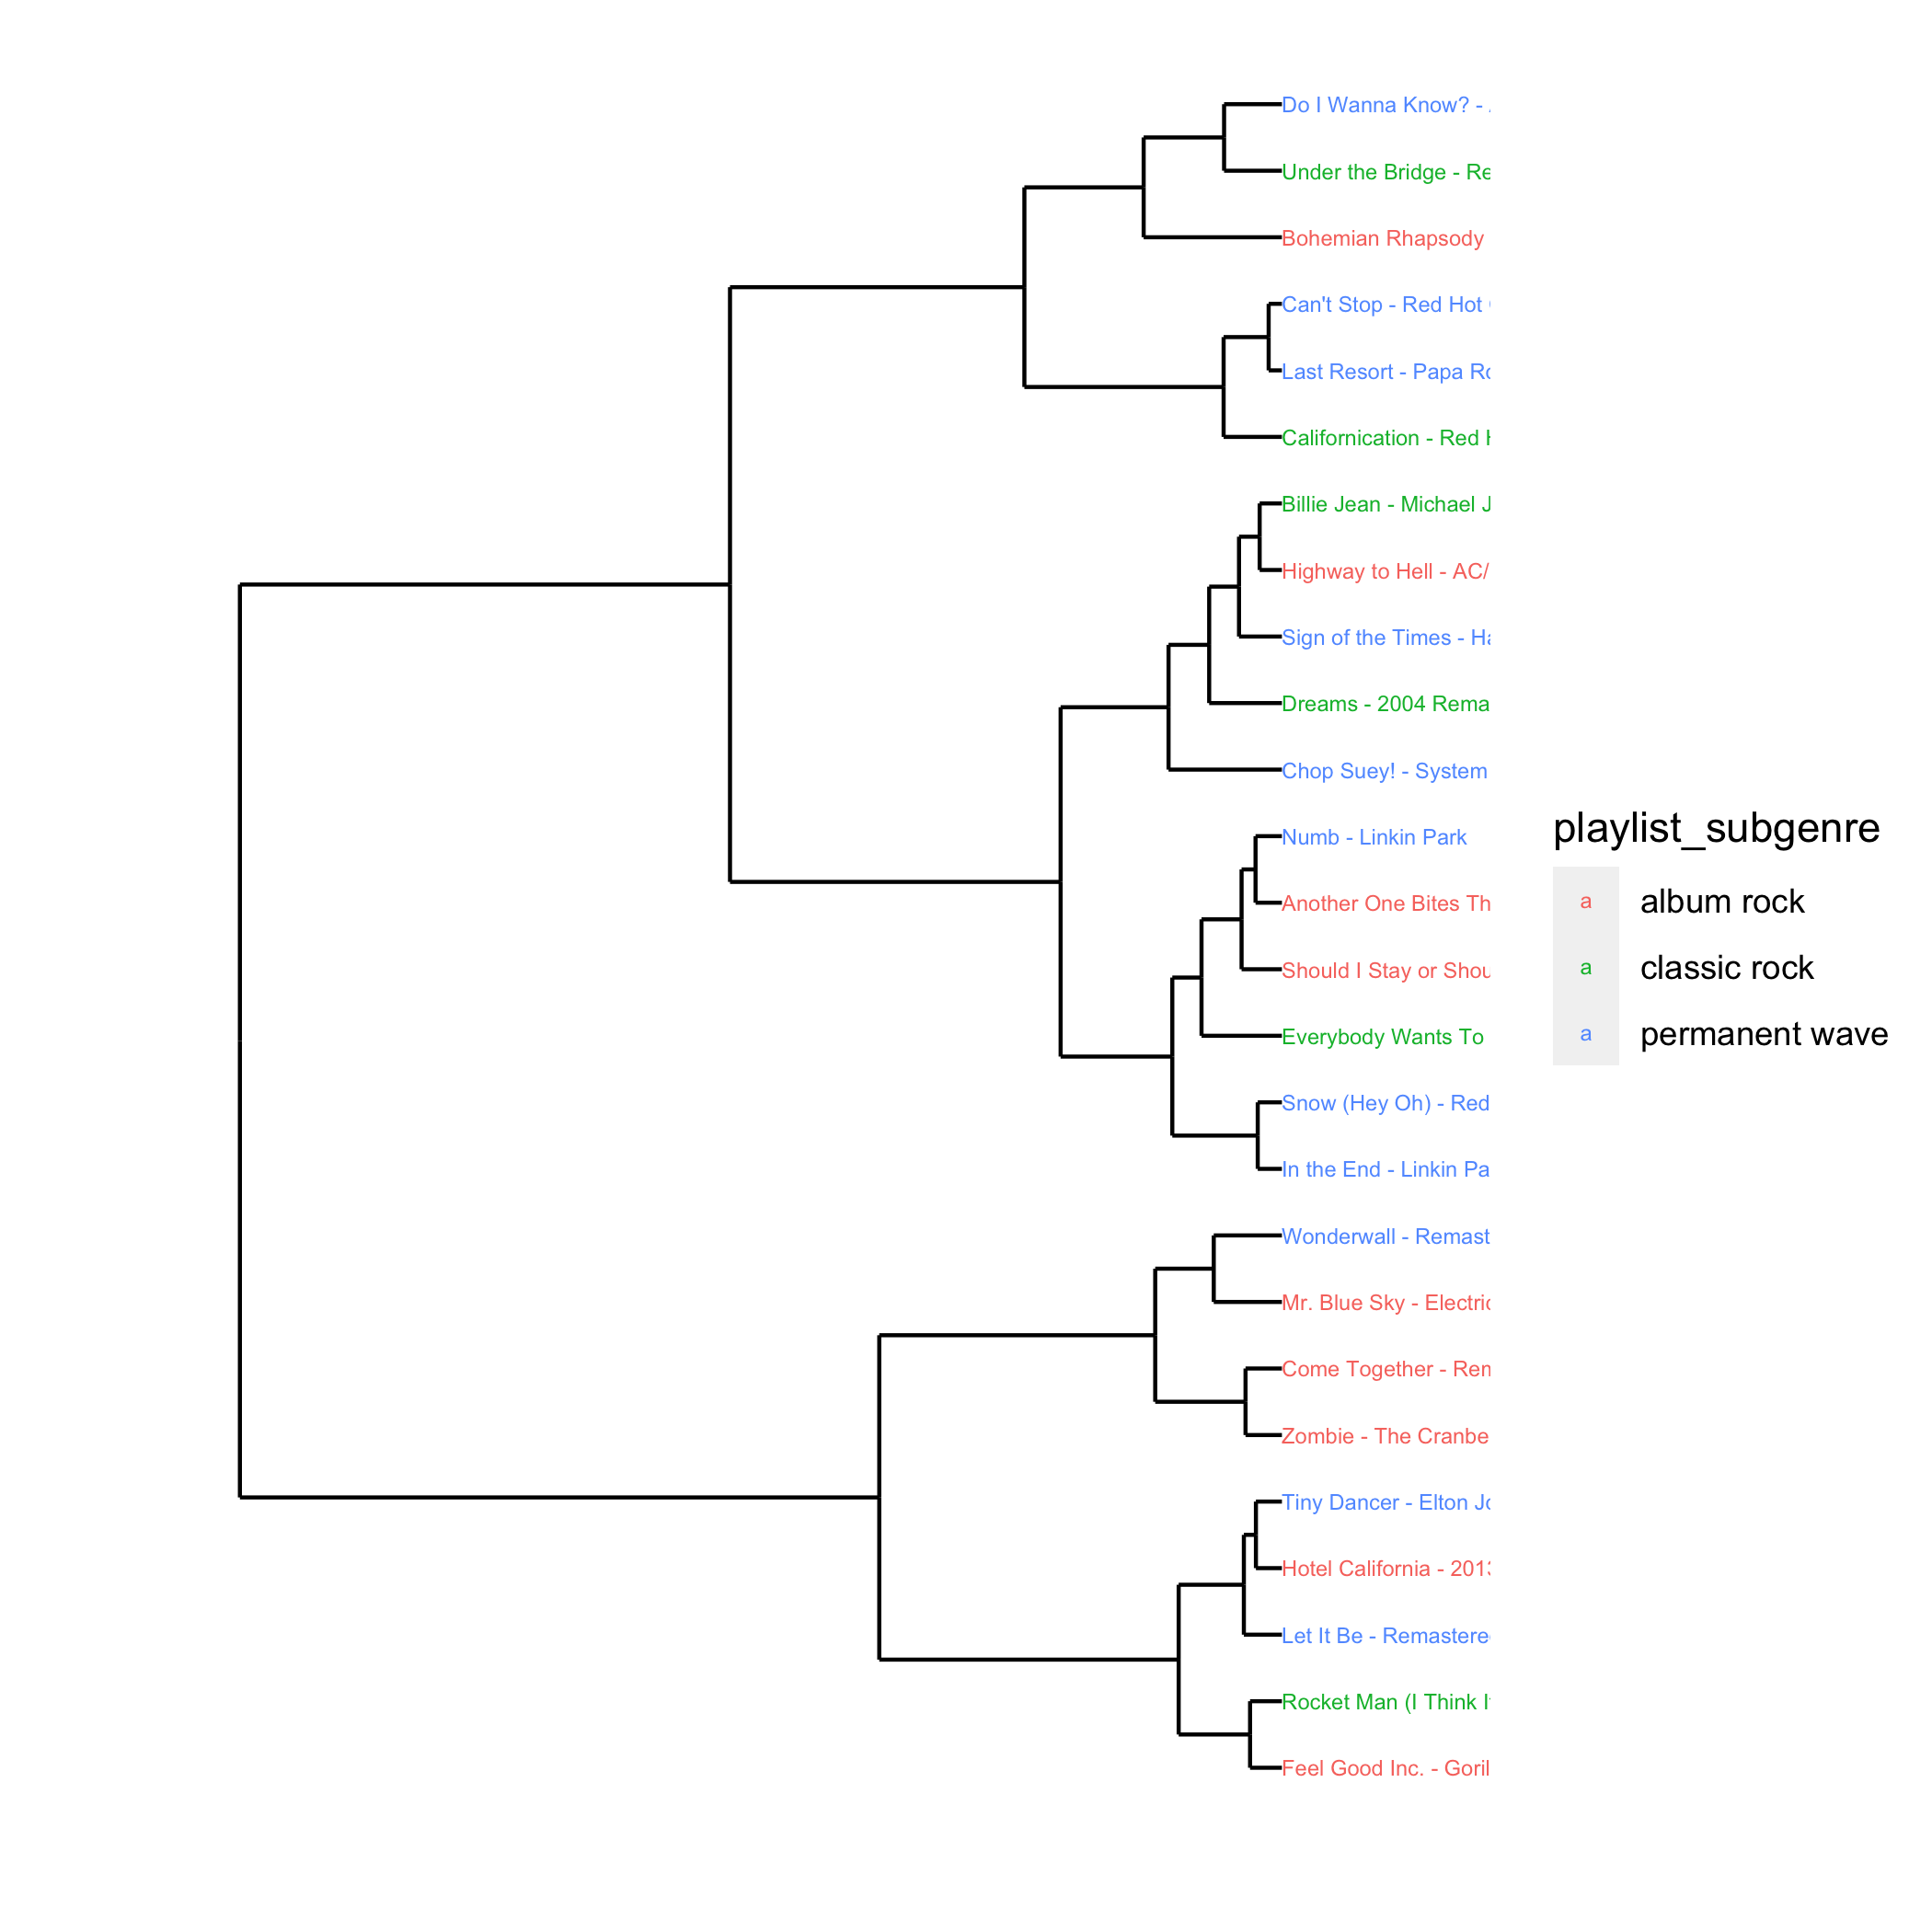 Do I Wanna Know? -
Under the Bridge - Re
Bohemian Rhapsody
Can't Stop - Red Hot
Last Resort - Papa Ro
Californication - Red
Billie Jean - Michael J
Highway to Hell - AC/
Sign of the Times - Ha
Dreams - 2004 Rema
Chop Suey! - System
Numb - Linkin Park
Another One Bites Th
Should I Stay or Shou
Everybody Wants To
Snow (Hey Oh) - Red
In the End - Linkin Pa
Wonderwall - Remast
Mr. Blue Sky - Electric
Come Together - Rem
Zombie - The Cranbe
Tiny Dancer - Elton Jo
Hotel California - 2013
Let It Be - Remastere
Rocket Man (I Think I
Feel Good Inc. - Goril
playlist_subgenre
a album rock
a classic rock
a permanent wave